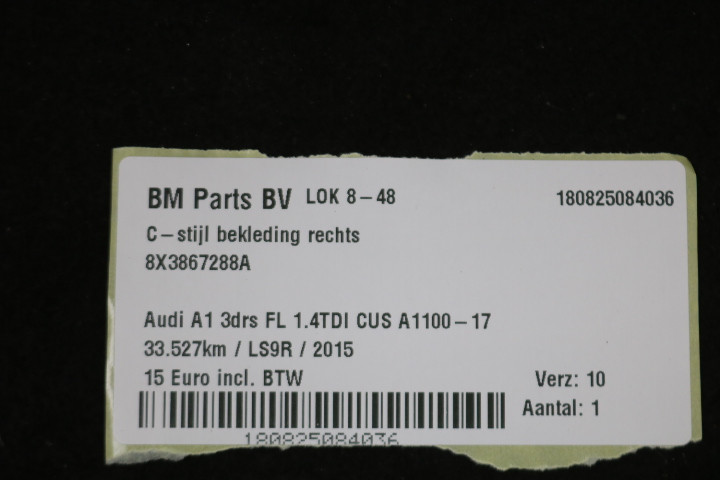 BM Parts BV LOK 8-48 180825084036
C-stijl bekleding rechts
8X3867288A
Audi A1 3drs FL 1.4TDI CUS A1100-17
33.527km / LS9R / 2015
15 Euro incl. BTW Verz: 10
Aantal: 1
180825084036